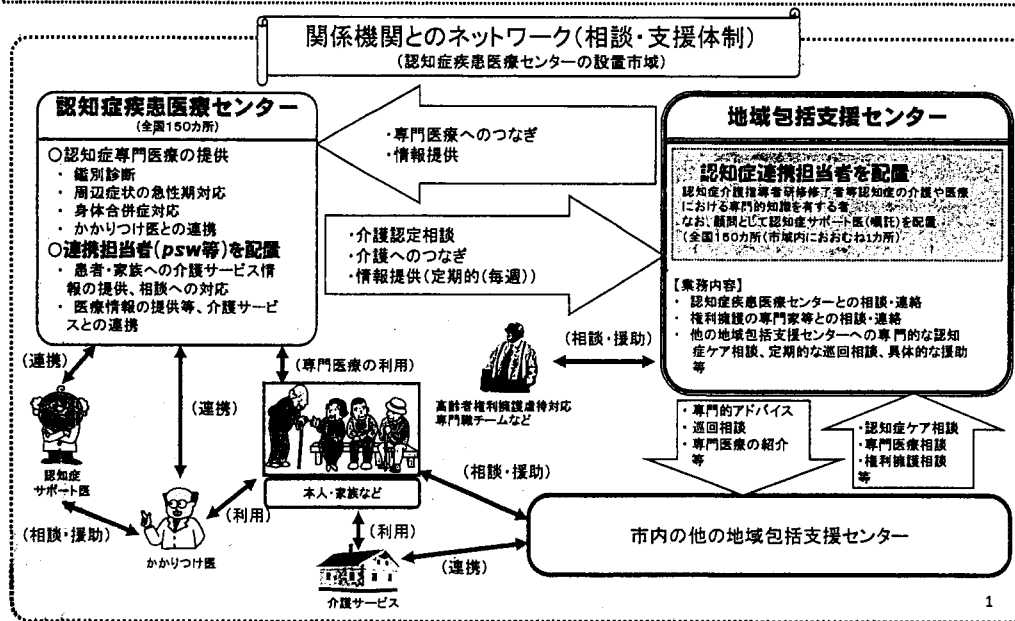 関係機関とのネットワーク(相談・支援体制)
(認知症疾患医療センターの設置市域)
認知症疾患医療センター
(全国150カ所)
○認知症専門医療の提供
・ 鑑別診断
・ 周辺症状の急性期対応
・ 身体合併症対応
・ かかりつけ医との連携
○連携担当者(psw等)を配置
・ 患者・家族への介護サービス情
報の提供、相談への対応
・ 医療情報の提供等、介護サービ
スとの連携
・専門医療へのつなぎ
・情報提供
・介護認定相談
・介護へのつなぎ
・情報提供(定期的(毎週))
地域包括支援センター
認知症連携担当者を配置
認知症介護指導者研修修了者等認知症の介護や医療
における専門的知識を有する者
なお、顧問として認知症サポート医(嘱託)を配置
(全国150カ所(市域内におおむね1カ所)
【業務内容】
・ 認知症疾患医療センターとの相談・連絡
・ 権利擁護の専門家等との相談・連絡
・ 他の地域包括支援センターへの専門的な認知
症ケア相談、定期的な巡回相談、具体的な援助
等
(連携)
(連携)
(専門医療の利用)
(相談・援助)
高齢者権利擁護虐待対応
専門職チームなど
・専門的アドバイス
・巡回相談
・専門医療の紹介
等
・認知症ケア相談
・専門医療相談
・権利擁護相談
等
認知症
サポート医
(相談・援助)
かかりつけ医
(利用)
本人・家族など
(相談・援助)
(利用)
介護サービス
(連携)
市内の他の地域包括支援センター
1